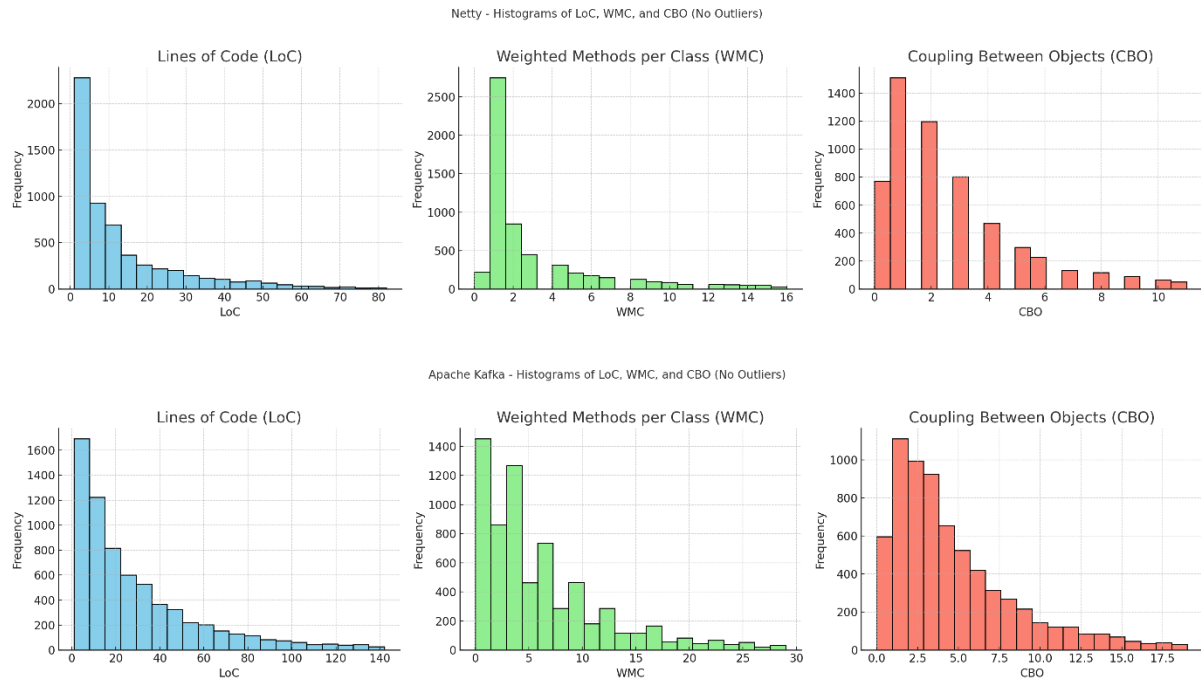 Netty - Histograms of LoC, WMC, and CBO (No Outliers)
Lines of Code (LoC)
Frequency
2000
1500
1000
500
0
0 10 20 30 40 50 60 70 80
LoC
Weighted Methods per Class (WMC)
Frequency
2500
2000
1500
1000
500
0
0 2 4 6 8 10 12 14 16
WMC
Coupling Between Objects (CBO)
Frequency
1400
1200
1000
800
600
400
200
0
0 2 4 6 8 10
CBO
Apache Kafka - Histograms of LoC, WMC, and CBO (No Outliers)
Lines of Code (LoC)
Frequency
1600
1400
1200
1000
800
600
400
200
0
0 20 40 60 80 100 120 140
LoC
Weighted Methods per Class (WMC)
Frequency
1400
1200
1000
800
600
400
200
0
0 5 10 15 20 25 30
WMC
Coupling Between Objects (CBO)
Frequency
1000
800
600
400
200
0
0.0 2.5 5.0 7.5 10.0 12.5 15.0 17.5
CBO